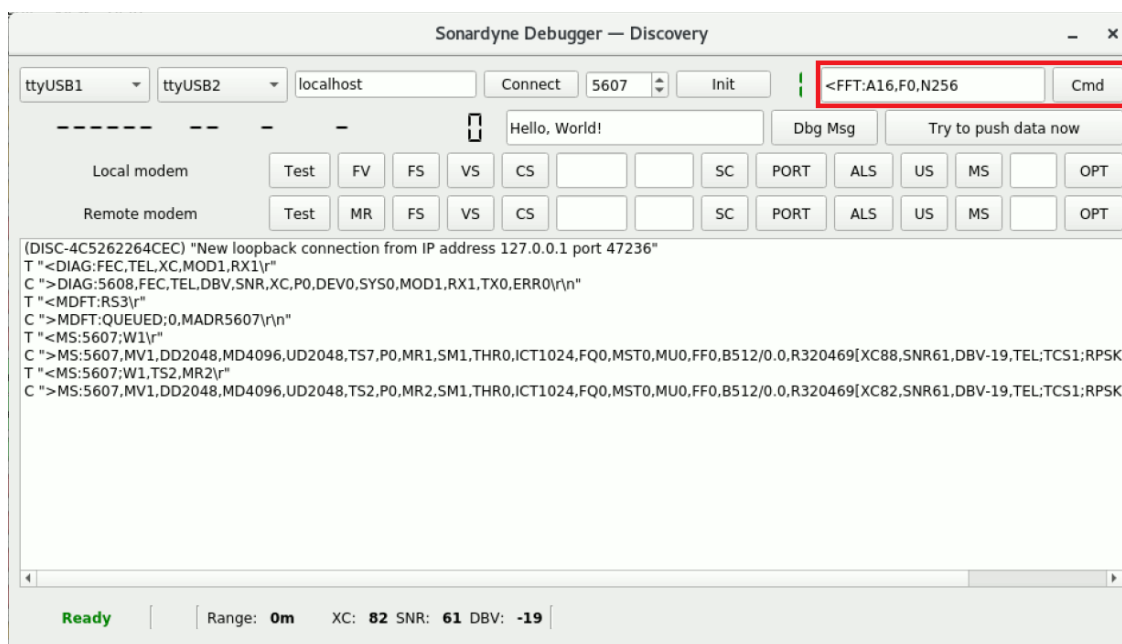 Sonardyne Debugger — Discovery
ttyUSB1 ttyUSB2 localhost Connect 5607 Init <FFT:A16,F0,N256 Cmd
0 Hello, World! Dbg Msg Try to push data now
Local modem Test FV FS VS CS SC PORT ALS US MS OPT
Remote modem Test MR FS VS CS SC PORT ALS US MS OPT
(DISC-4C5262264CEC) "New loopback connection from IP address 127.0.0.1 port 47236"
T "<DIAG:FEC,TEL,XC,MOD1,RX1\r"
C ">DIAG:5608,FEC,TEL,DBV,SNR,XC,P0,DEV0,SYS0,MOD1,RX1,TX0,ERR0\r\n"
T "<MDFT:RS3\r"
C ">MDFT:QUEUED;0,MADR5607\r\n"
T "<MS:5607;W1\r"
C ">MS:5607,MV1,DD2048,MD4096,UD2048,TS7,P0,MR1,SM1,THR0,ICT1024,FQ0,MST0,MU0,FF0,B512/0.0,R320469[XC88,SNR61,DBV-19,TEL;TCS1;RPSK
T "<MS:5607;W1,TS2,MR2\r"
C ">MS:5607,MV1,DD2048,MD4096,UD2048,TS2,P0,MR2,SM1,THR0,ICT1024,FQ0,MST0,MU0,FF0,B512/0.0,R320469[XC82,SNR61,DBV-19,TEL;TCS1;RPSK
Ready Range: 0m XC: 82 SNR: 61 DBV: -19